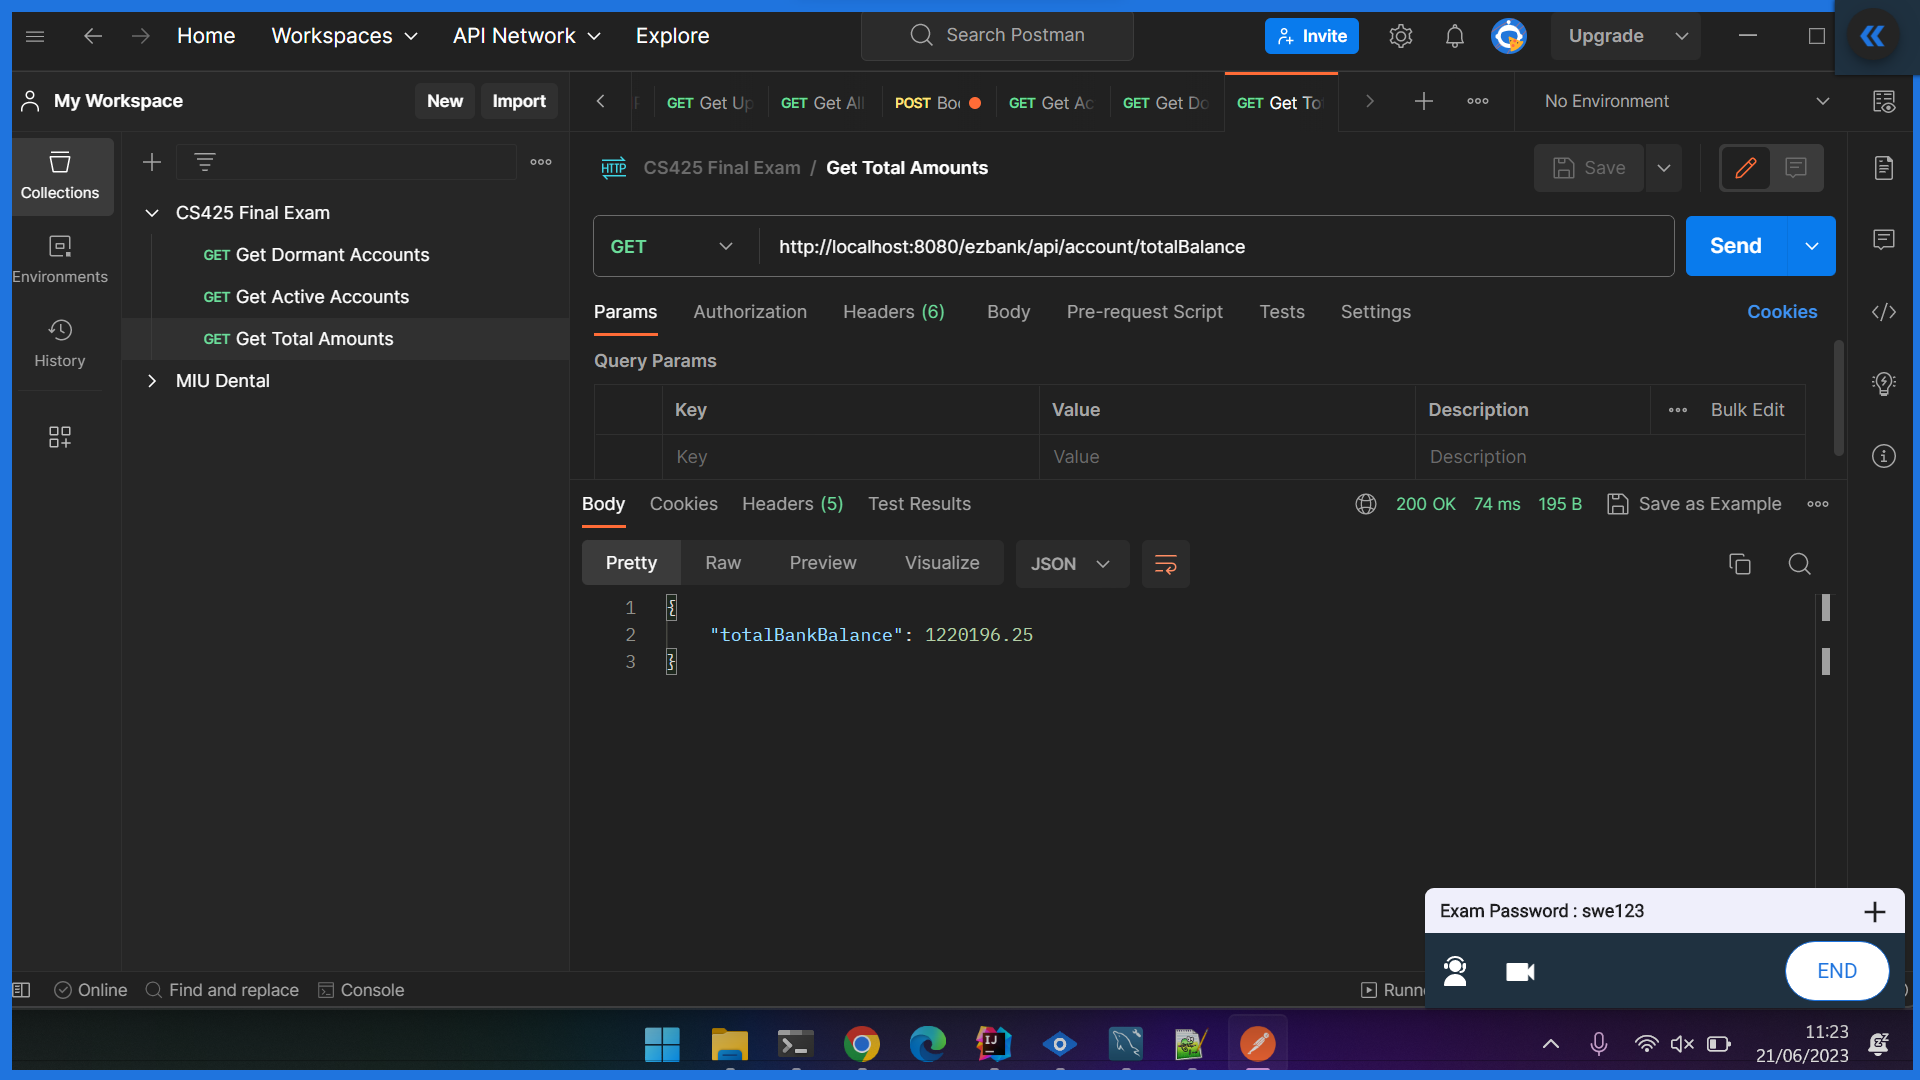 Home Workspaces API Network Explore Search Postman Invite Upgrade
My Workspace New Import
GET Get Up GET Get All POST Boo GET Get Ac GET Get Do GET Get To No Environment
Collections
Environments
History
CS425 Final Exam
GET Get Dormant Accounts
GET Get Active Accounts
GET Get Total Amounts
MIU Dental
HTTP CS425 Final Exam / Get Total Amounts Save
GET http://localhost:8080/ezbank/api/account/totalBalance Send
Params Authorization Headers (6) Body Pre-request Script Tests Settings Cookies
Query Params
Key Value Description Bulk Edit
Key Value Description
Body Cookies Headers (5) Test Results 200 OK 74 ms 195 B Save as Example
Pretty Raw Preview Visualize JSON
1 {
2 "totalBankBalance": 1220196.25
3 }
Exam Password : swe123
END
Online Find and replace Console Runne
11:23
21/06/2023